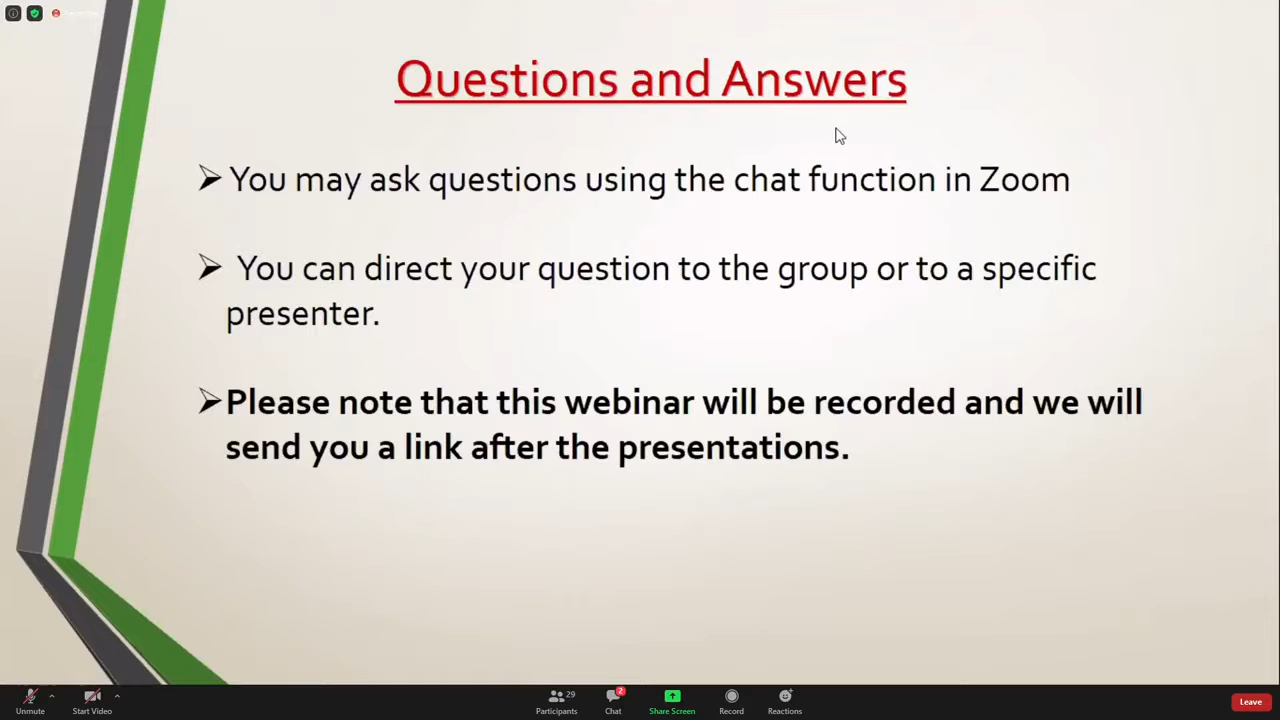 Questions and Answers
➢ You may ask questions using the chat function in Zoom
➢ You can direct your question to the group or to a specific
presenter.
➢ Please note that this webinar will be recorded and we will
send you a link after the presentations.
Unmute
Start Video
29
Participants
2
Chat
Share Screen
Record
Reactions
Leave